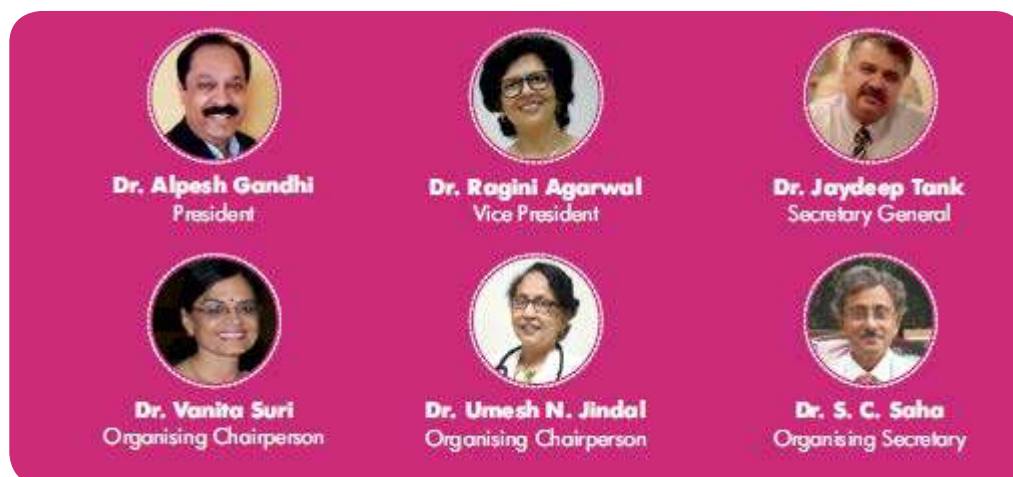 Dr. Alpesh Gandhi
President
Dr. Ragini Agarwal
Vice President
Dr. Jaydeep Tank
Secretary General
Dr. Vanita Suri
Organising Chairperson
Dr. Umesh N. Jindal
Organising Chairperson
Dr. S. C. Saha
Organising Secretary